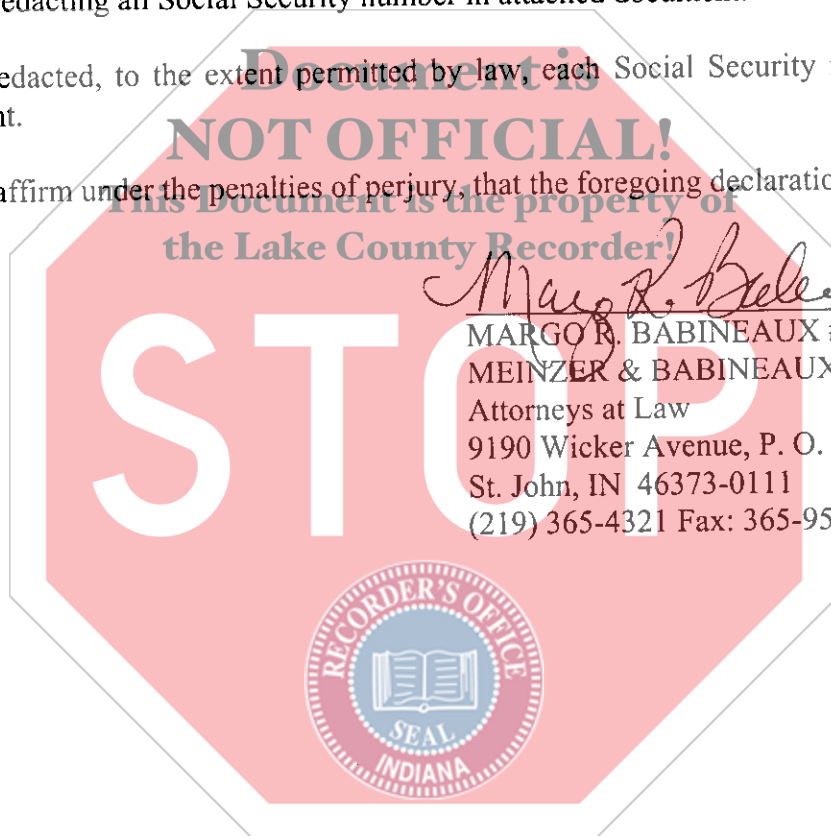 edacting all Social Security number in attached document.
Document is
edacted, to the extent permitted by law, each Social Security
nt.
NOT OFFICIAL!
affirm under the penalties of perjury, that the foregoing declaratio
This Document is the property of
the Lake County Recorder!
Margo R.
MARGO R. BABINEAUX
MEINZER & BABINEAUX
Attorneys at Law
9190 Wicker Avenue, P. O.
St. John, IN 46373-0111
(219) 365-4321 Fax: 365-95
STOP
RECORDER'S OFFICE
SEAL
INDIANA